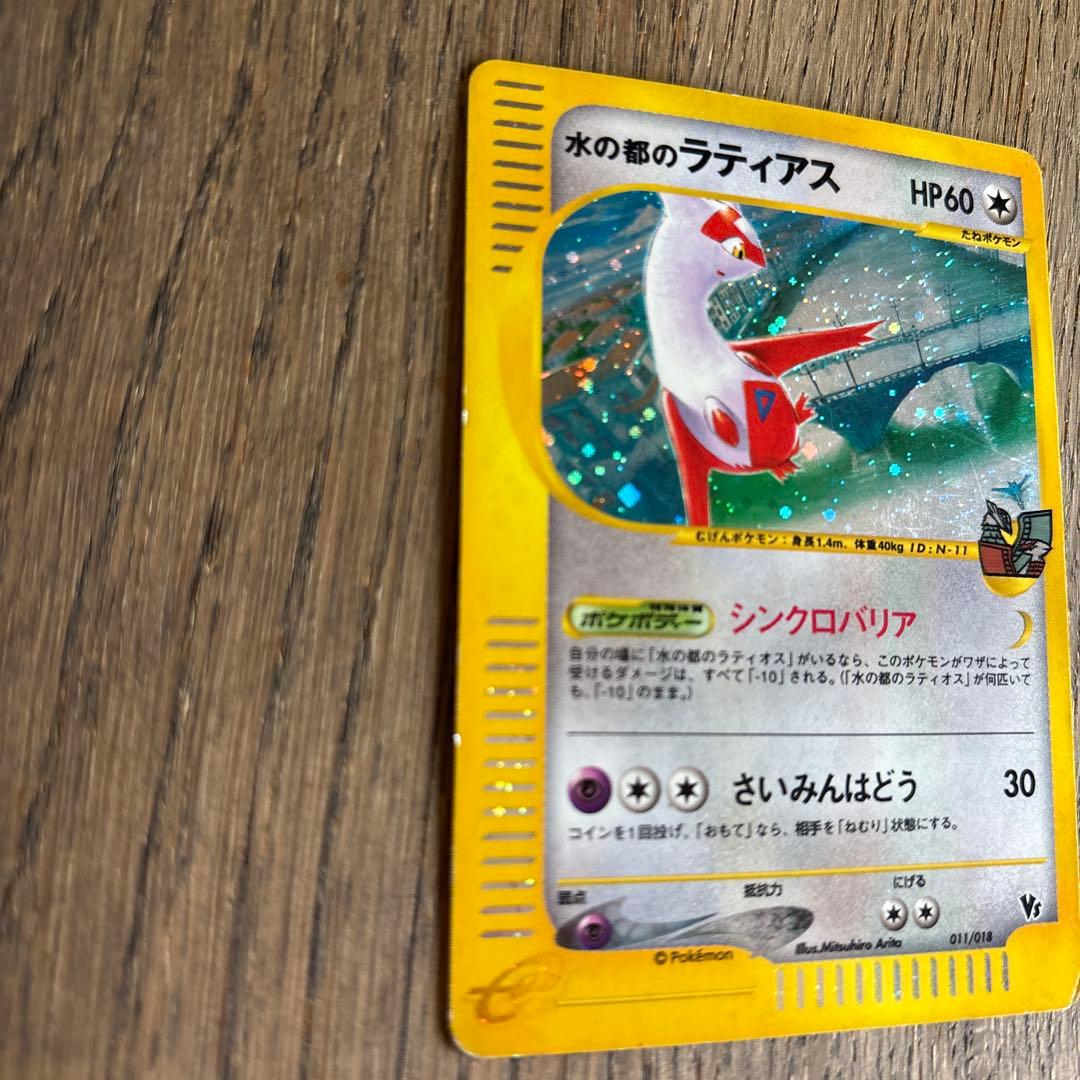 水の都のラティアス HP60
たねポケモン
むげんポケモン：身長1.4m、体重40kg ID：N-11
特殊体質
ポケボディー シンクロバリア
自分の場に「水の都のラティオス」がいるなら、このポケモンがワザによって
受けるダメージは、すべて「-10」される。（「水の都のラティオス」が何匹いて
も、「-10」のまま。）
さいみんはどう 30
コインを1回投げ、「おもて」なら、相手を「ねむり」状態にする。
弱点 抵抗力 にげる
Vs
Illus.Mitsuhiro Arita 011/018
© Pokémon